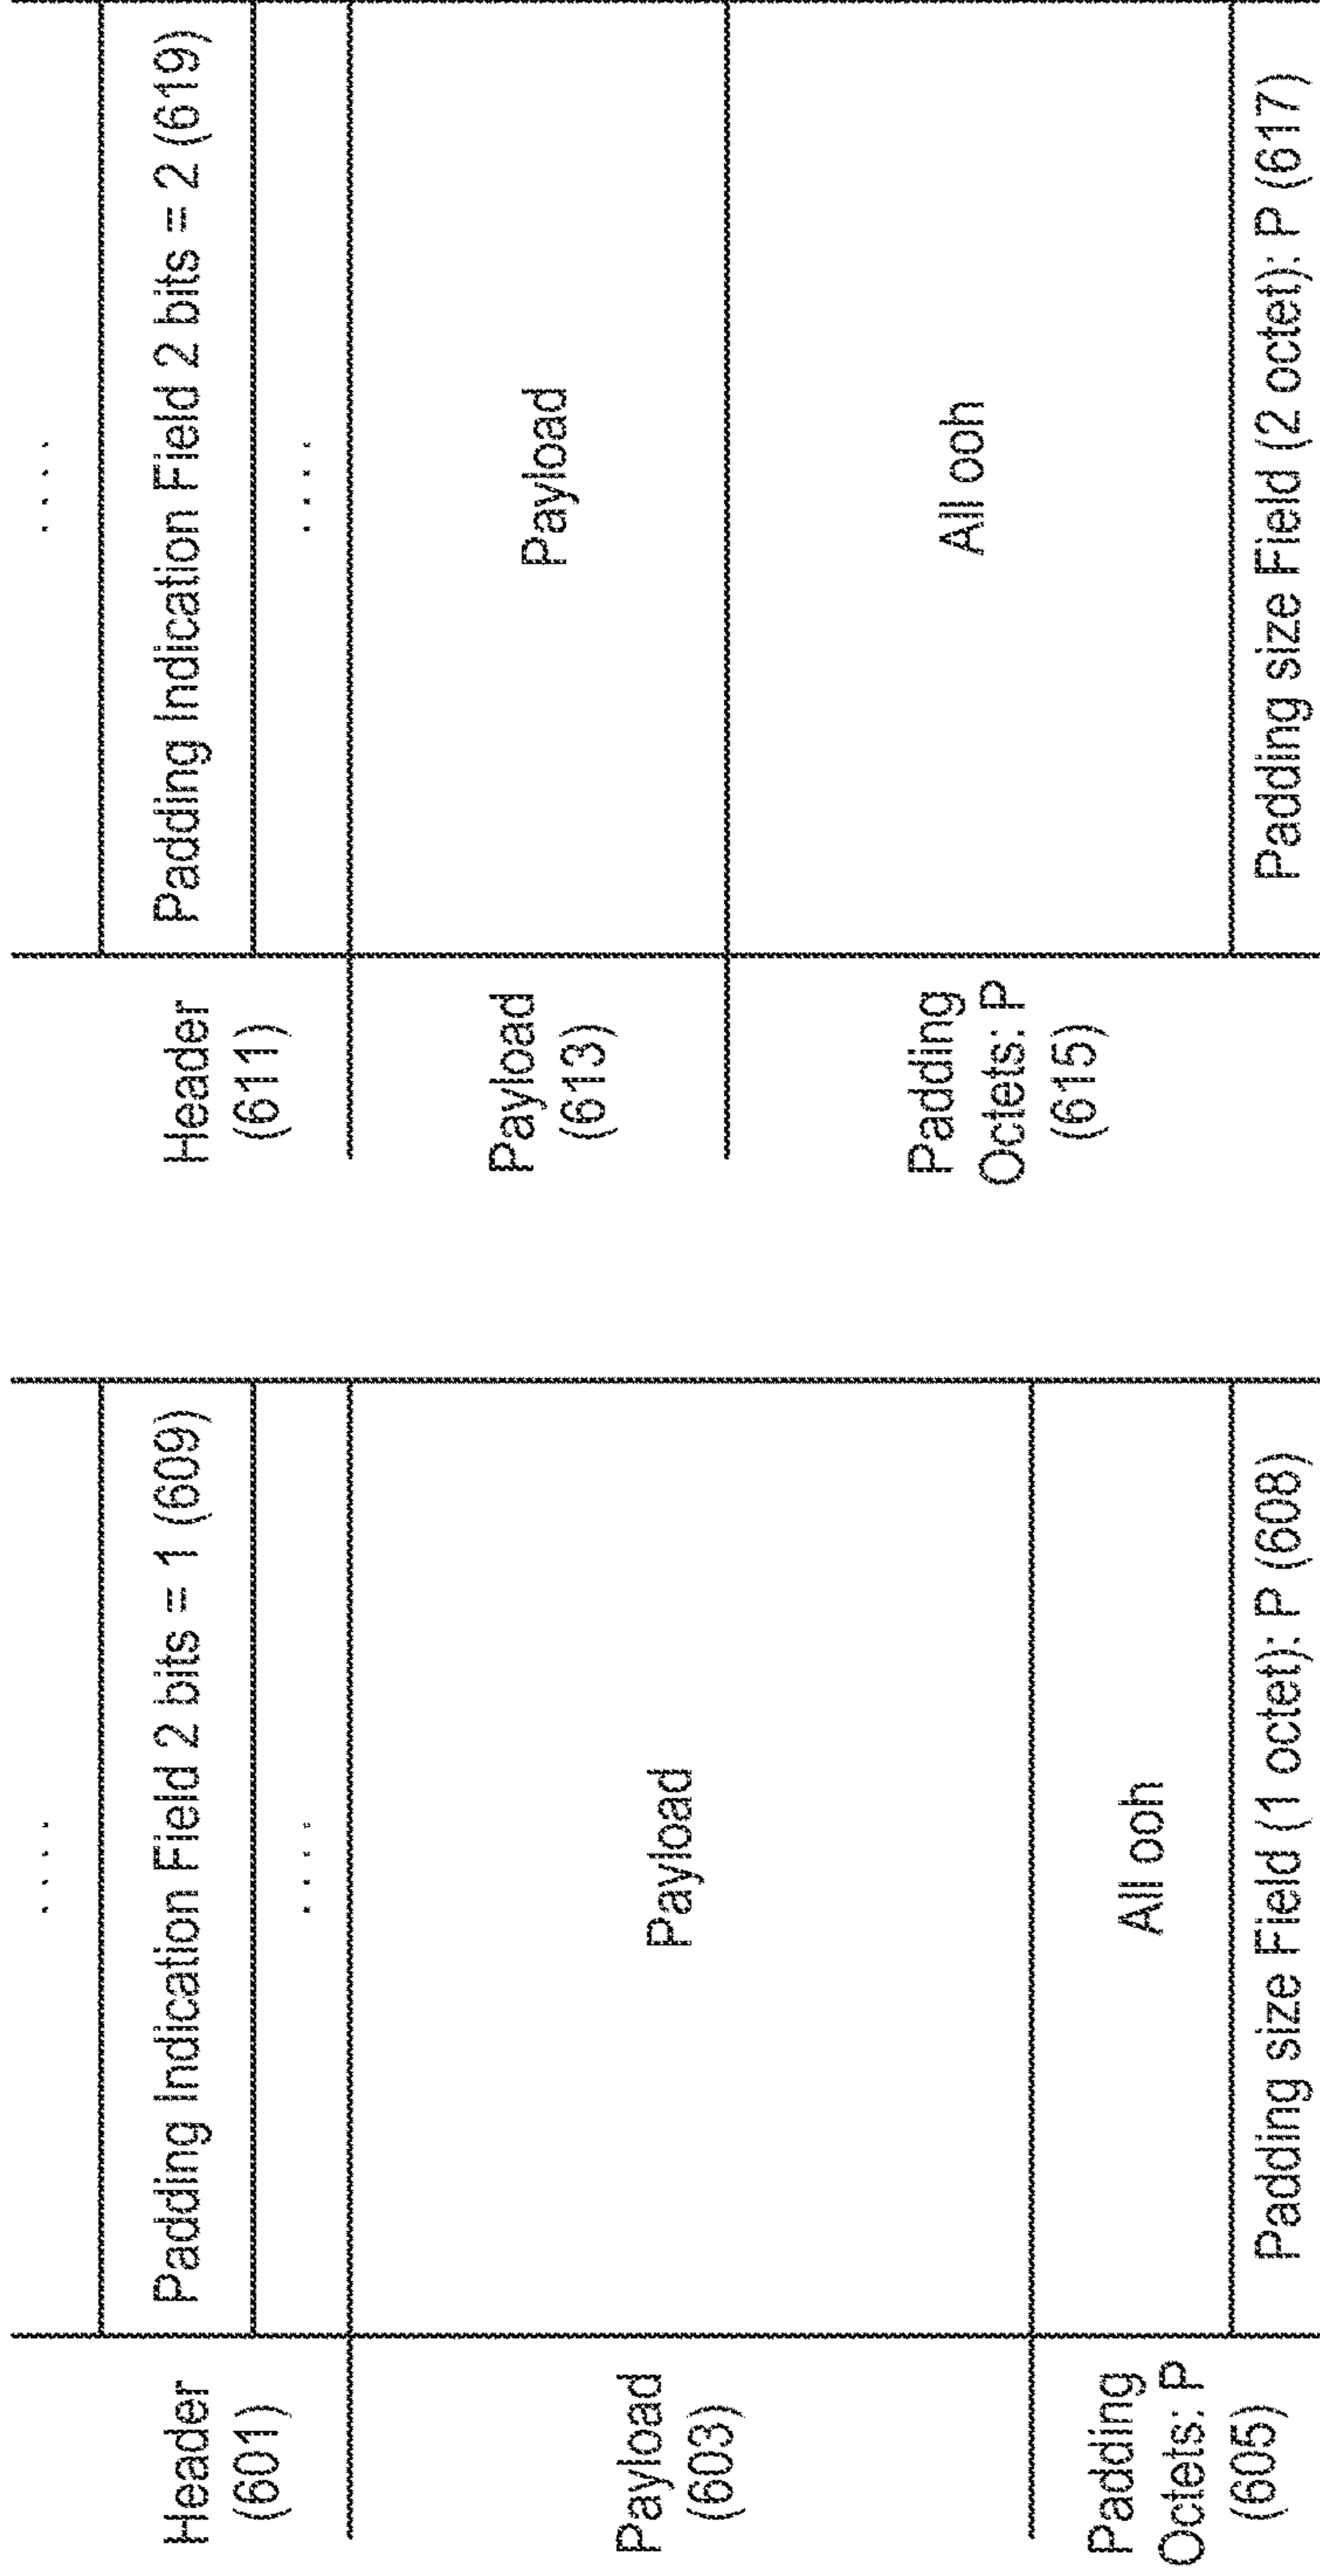 ....
Header
(601)
Padding Indication Field 2 bits = 1 (609)
....
Payload
(603)
Payload
Padding
Octets: P
(605)
All ooh
Padding size Field (1 octet): P (608)
....
Header
(611)
Padding Indication Field 2 bits = 2 (619)
....
Payload
(613)
Payload
Padding
Octets: P
(615)
All ooh
Padding size Field (2 octet): P (617)